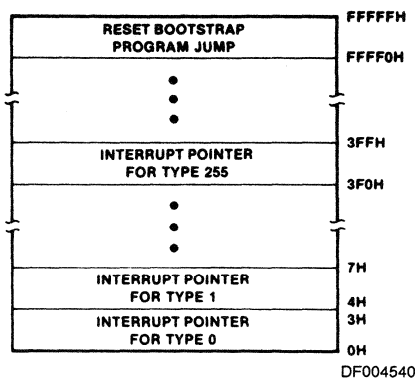 FFFFFH
RESET BOOTSTRAP
PROGRAM JUMP
FFFF0H
3FFH
INTERRUPT POINTER
FOR TYPE 255
3F0H
7H
INTERRUPT POINTER
FOR TYPE 1
4H
3H
INTERRUPT POINTER
FOR TYPE 0
0H
DF004540